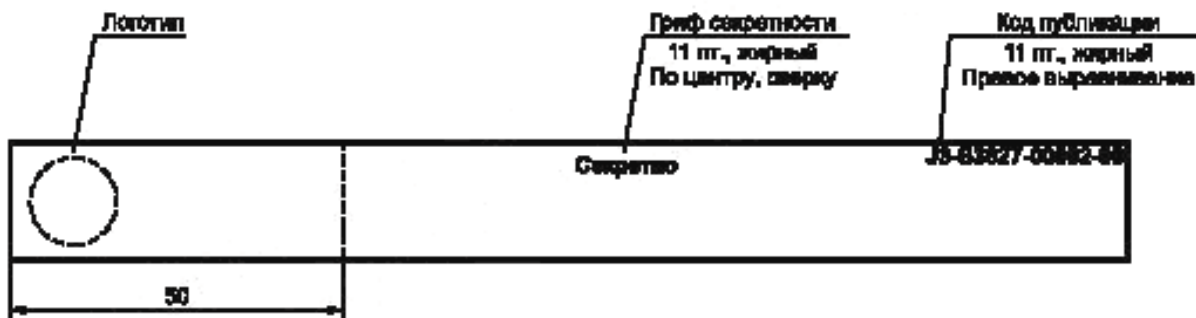 Логотип
Гриф секретности
11 пт., жирный
По центру, сверху
Код публикации
11 пт., жирный
Правое выравнивание
Секретно
50